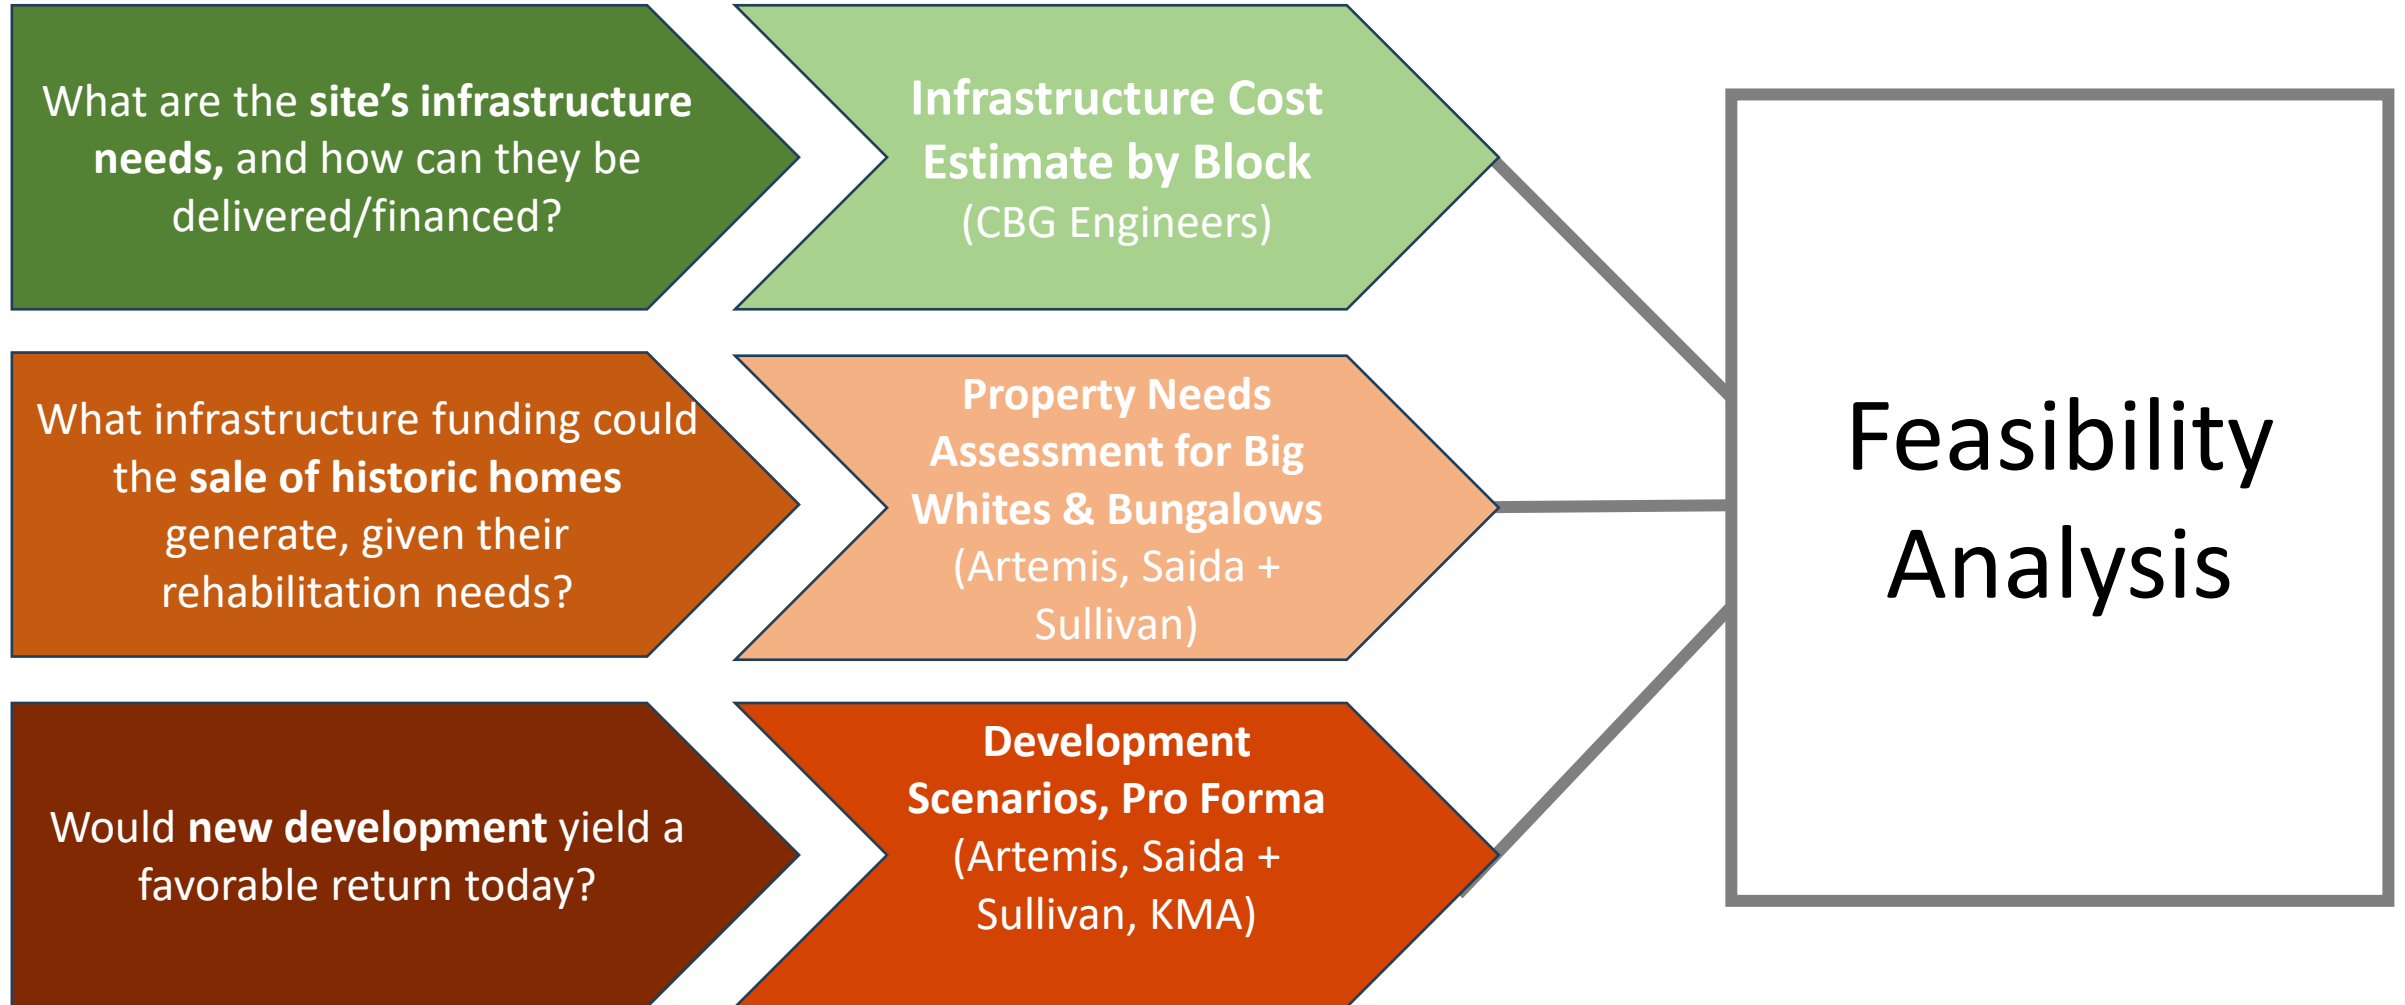 What are the site’s infrastructure
needs, and how can they be
delivered/financed?
Infrastructure Cost
Estimate by Block
(CBG Engineers)
What infrastructure funding could
the sale of historic homes
generate, given their
rehabilitation needs?
Property Needs
Assessment for Big
Whites & Bungalows
(Artemis, Saida +
Sullivan)
Would new development yield a
favorable return today?
Development
Scenarios, Pro Forma
(Artemis, Saida +
Sullivan, KMA)
Feasibility
Analysis